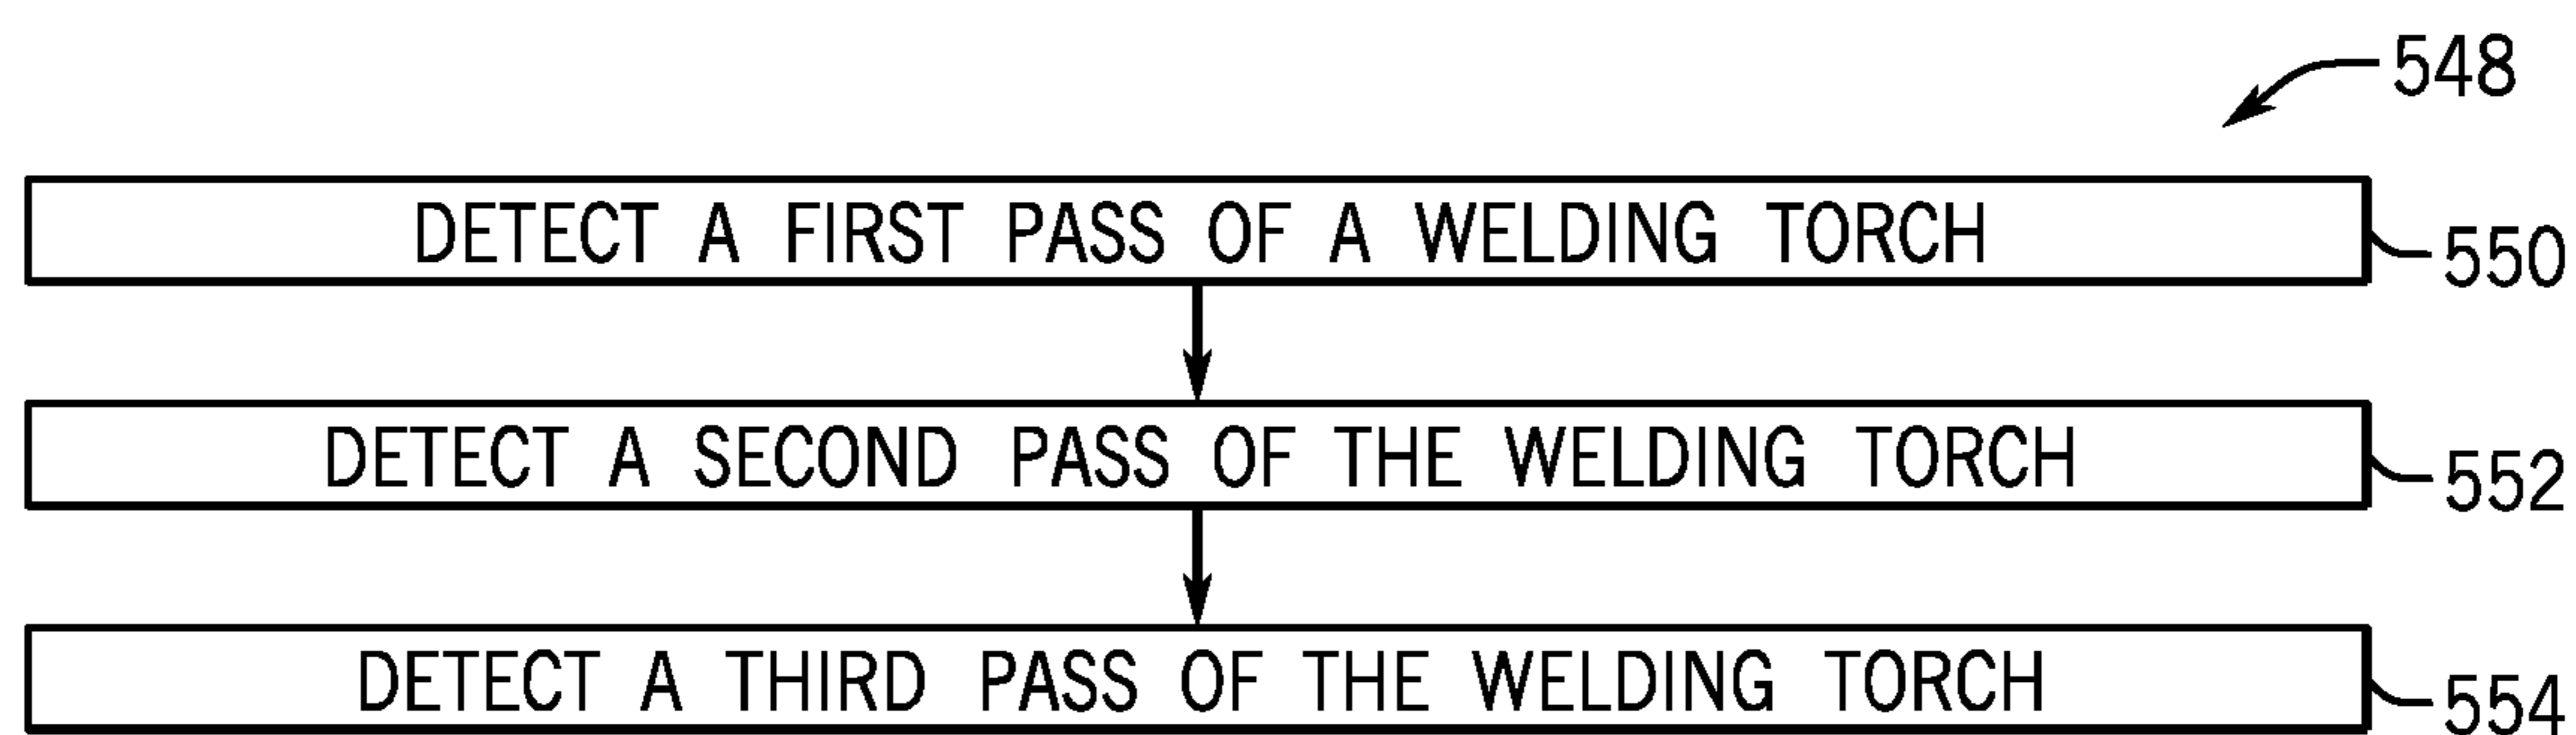 548
DETECT A FIRST PASS OF A WELDING TORCH
550
DETECT A SECOND PASS OF THE WELDING TORCH
552
DETECT A THIRD PASS OF THE WELDING TORCH
554